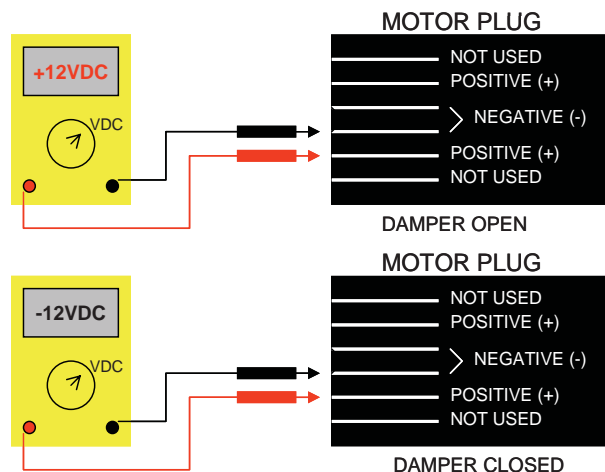 MOTOR PLUG
+12VDC
VDC
NOT USED
POSITIVE (+)
NEGATIVE (-)
POSITIVE (+)
NOT USED
DAMPER OPEN
MOTOR PLUG
-12VDC
VDC
NOT USED
POSITIVE (+)
NEGATIVE (-)
POSITIVE (+)
NOT USED
DAMPER CLOSED